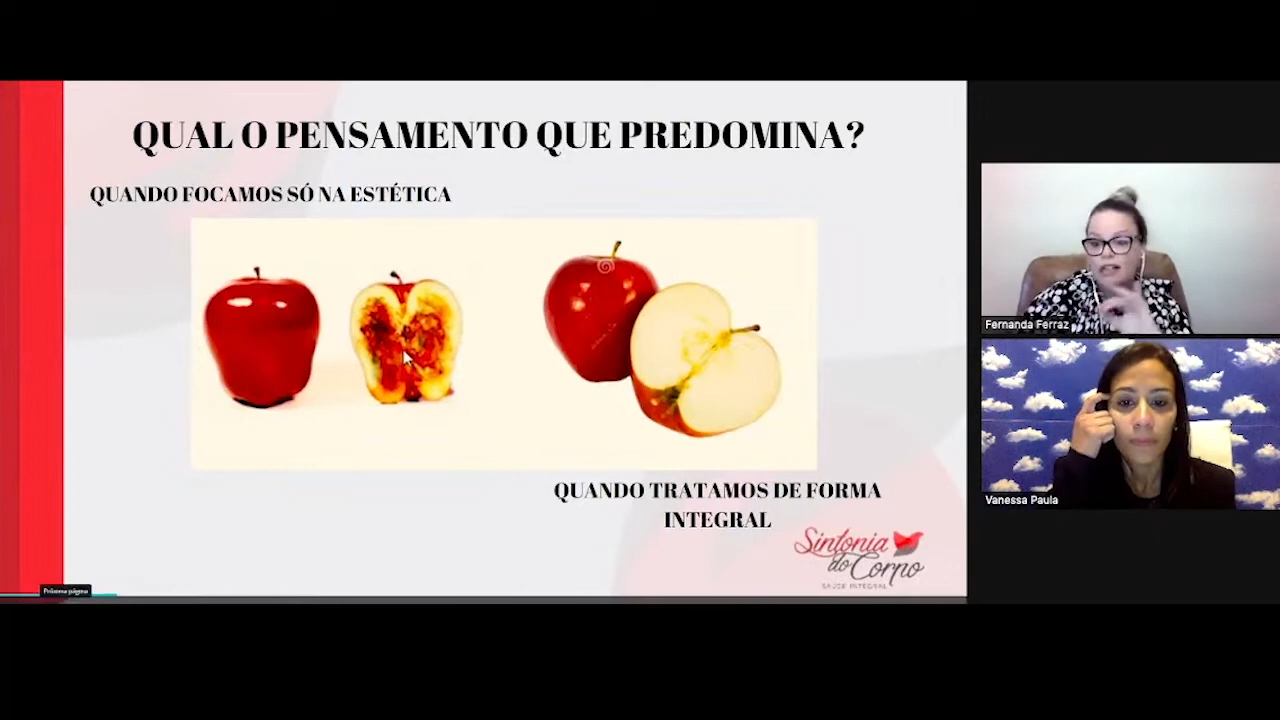 QUAL O PENSAMENTO QUE PREDOMINA?
QUANDO FOCAMOS SÓ NA ESTÉTICA
QUANDO TRATAMOS DE FORMA
INTEGRAL
Sintonia
do Corpo
SAÚDE INTEGRAL
Próxima página
Fernanda Ferraz
Vanessa Paula